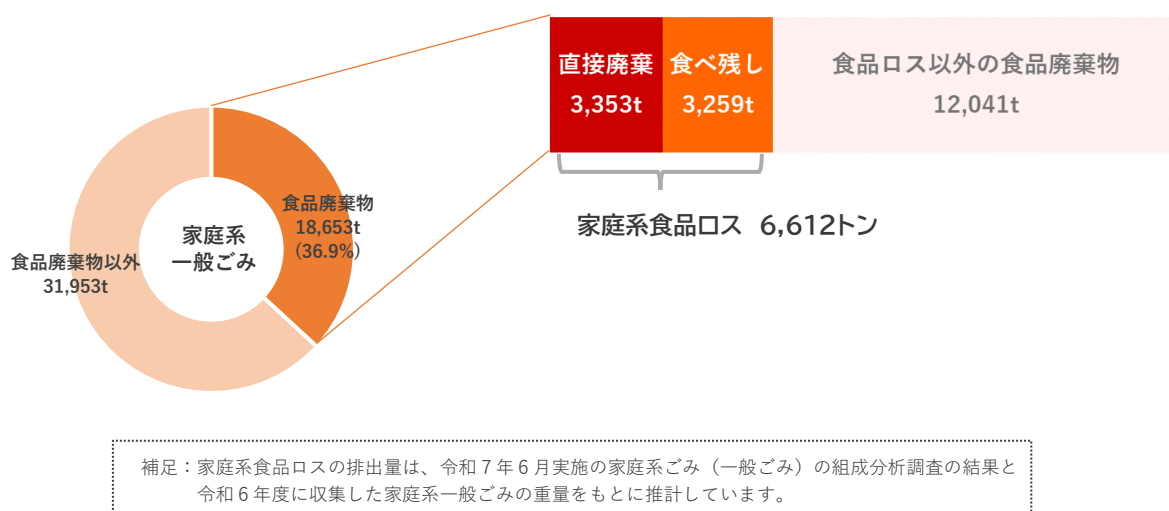 直接廃棄
3,353t
食べ残し
3,259t
食品ロス以外の食品廃棄物
12,041t
家庭系食品ロス 6,612トン
食品廃棄物
18,653t
(36.9%)
家庭系
一般ごみ
食品廃棄物以外
31,953t
補足：家庭系食品ロスの排出量は、令和７年６月実施の家庭系ごみ（一般ごみ）の組成分析調査の結果と
令和６年度に収集した家庭系一般ごみの重量をもとに推計しています。